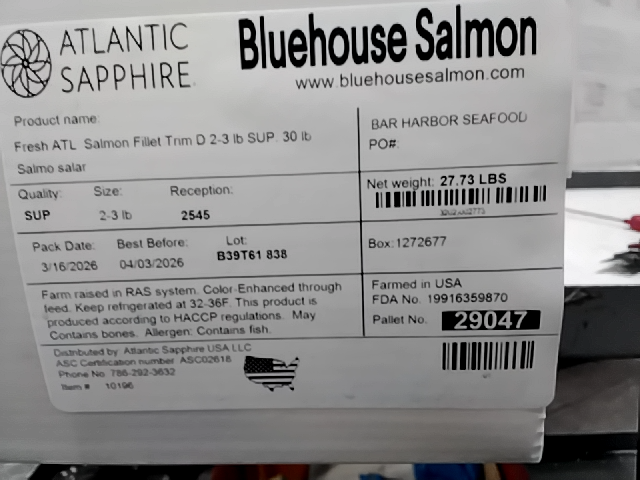 ATLANTIC
SAPPHIRE
Bluehouse Salmon
www.bluehousesalmon.com
Product name:
Fresh ATL Salmon Fillet Trim D 2-3 lb SUP. 30 lb
Salmo salar
BAR HARBOR SEAFOOD
PO#:
Quality: Size: Reception:
SUP 2-3 lb 2545
Net weight: 27.73 LBS
Pack Date: Best Before: Lot:
3/16/2026 04/03/2026 B39T61 838
Box:1272677
Farm raised in RAS system. Color-Enhanced through
feed. Keep refrigerated at 32-36F. This product is
produced according to HACCP regulations. May
Contains bones. Allergen: Contains fish.
Farmed in USA
FDA No. 19916359870
Pallet No. 29047
Distributed by: Atlantic Sapphire USA LLC
ASC Certification number: ASC02618
Phone No. 786-292-3632
Item # 10196